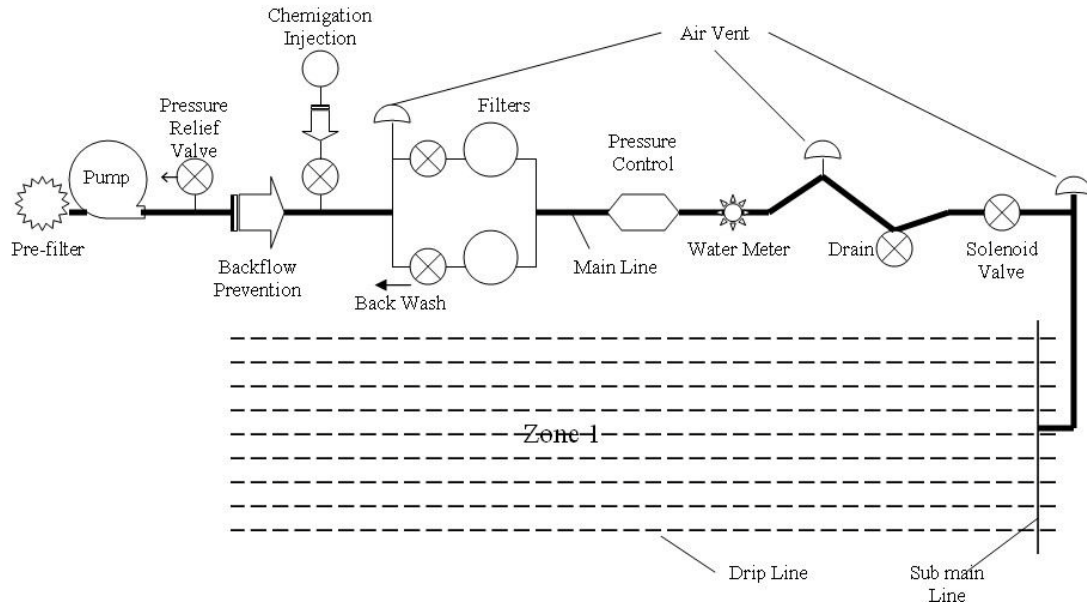 Chemigation
Injection
Air Vent
Pressure
Relief
Valve
Filters
Pressure
Control
Pump
Pre-filter
Backflow
Prevention
Back Wash
Main Line
Water Meter
Drain
Solenoid
Valve
Zone 1
Drip Line
Sub main
Line